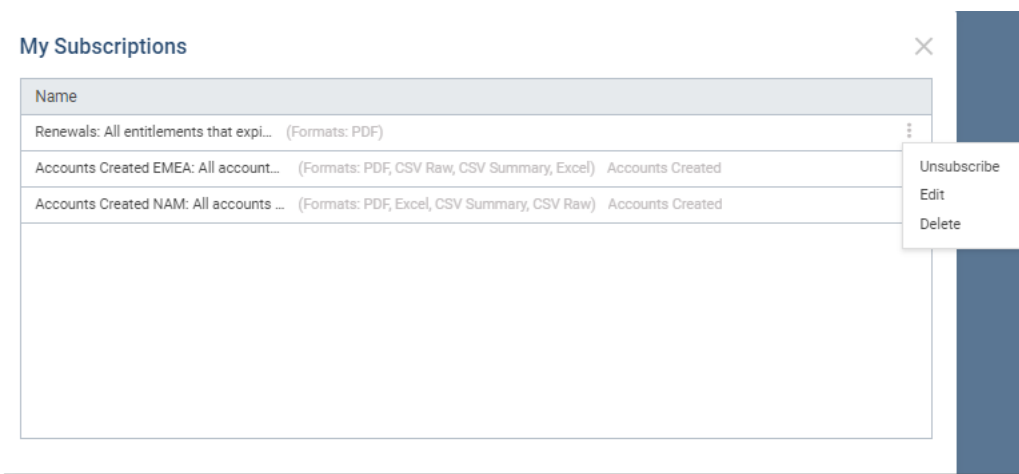 My Subscriptions
Name
Renewals: All entitlements that expi... (Formats: PDF)
Accounts Created EMEA: All account... (Formats: PDF, CSV Raw, CSV Summary, Excel) Accounts Created
Accounts Created NAM: All accounts ... (Formats: PDF, Excel, CSV Summary, CSV Raw) Accounts Created
Unsubscribe
Edit
Delete